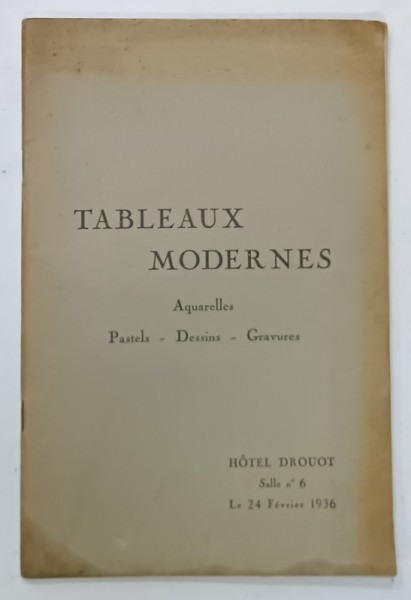 TABLEAUX
MODERNES
Aquarelles
Pastels - Dessins - Gravures
HÔTEL DROUOT
Salle n° 6
Le 24 Février 1936